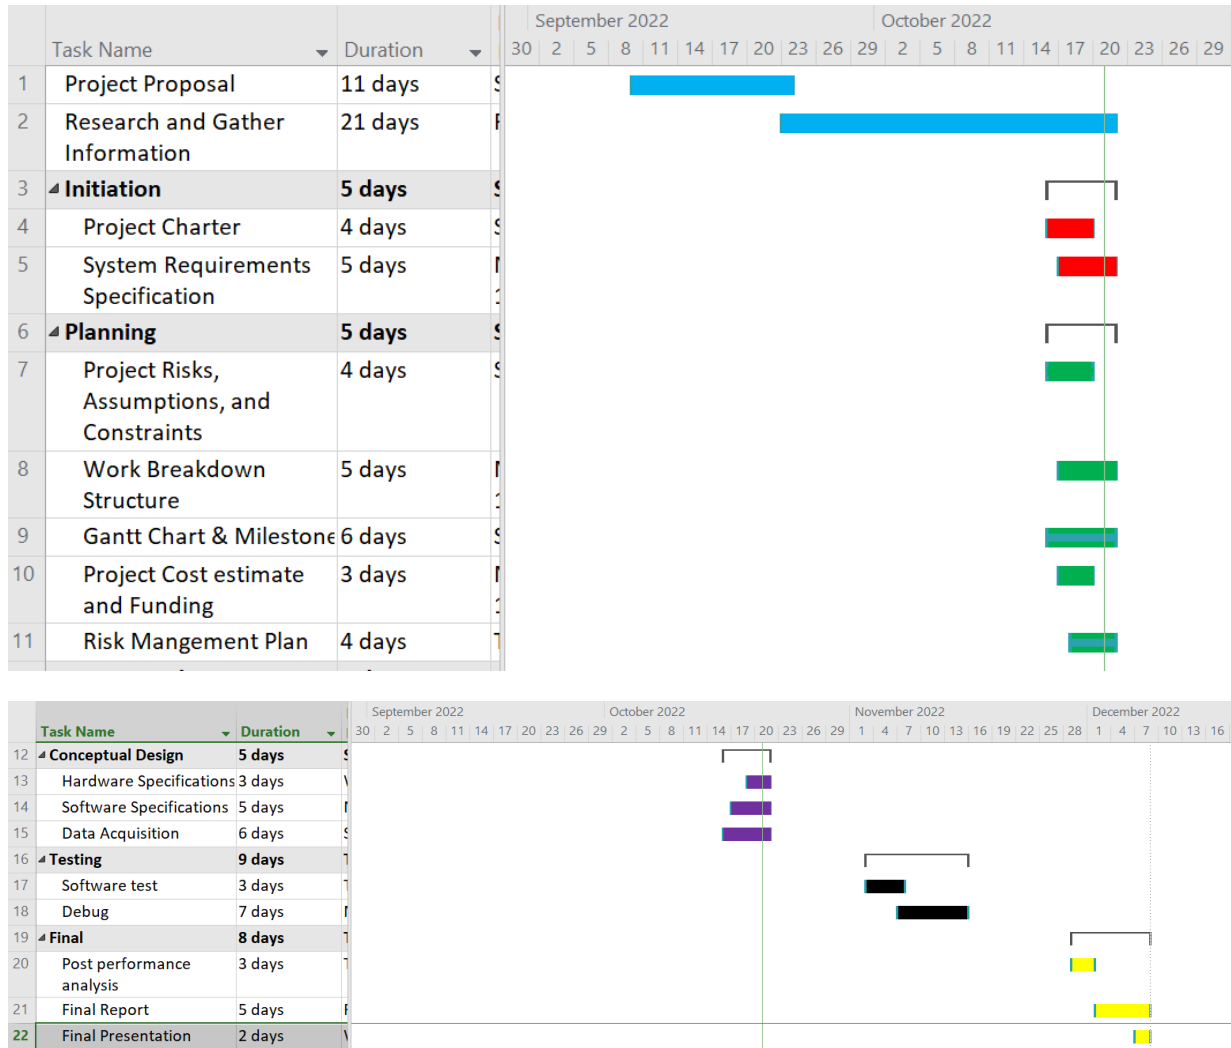 September 2022 October 2022
Task Name Duration 30 2 5 8 11 14 17 20 23 26 29 2 5 8 11 14 17 20 23 26 29
1 Project Proposal 11 days
2 Research and Gather 21 days
Information
3 Initiation 5 days
4 Project Charter 4 days
5 System Requirements 5 days
Specification
6 Planning 5 days
7 Project Risks, 4 days
Assumptions, and
Constraints
8 Work Breakdown 5 days
Structure
9 Gantt Chart & Milestone 6 days
10 Project Cost estimate 3 days
and Funding
11 Risk Mangement Plan 4 days
September 2022 October 2022 November 2022 December 2022
Task Name Duration 30 2 5 8 11 14 17 20 23 26 29 2 5 8 11 14 17 20 23 26 29 1 4 7 10 13 16 19 22 25 28 1 4 7 10 13 16
12 Conceptual Design 5 days
13 Hardware Specifications 3 days
14 Software Specifications 5 days
15 Data Acquisition 6 days
16 Testing 9 days
17 Software test 3 days
18 Debug 7 days
19 Final 8 days
20 Post performance 3 days
analysis
21 Final Report 5 days
22 Final Presentation 2 days